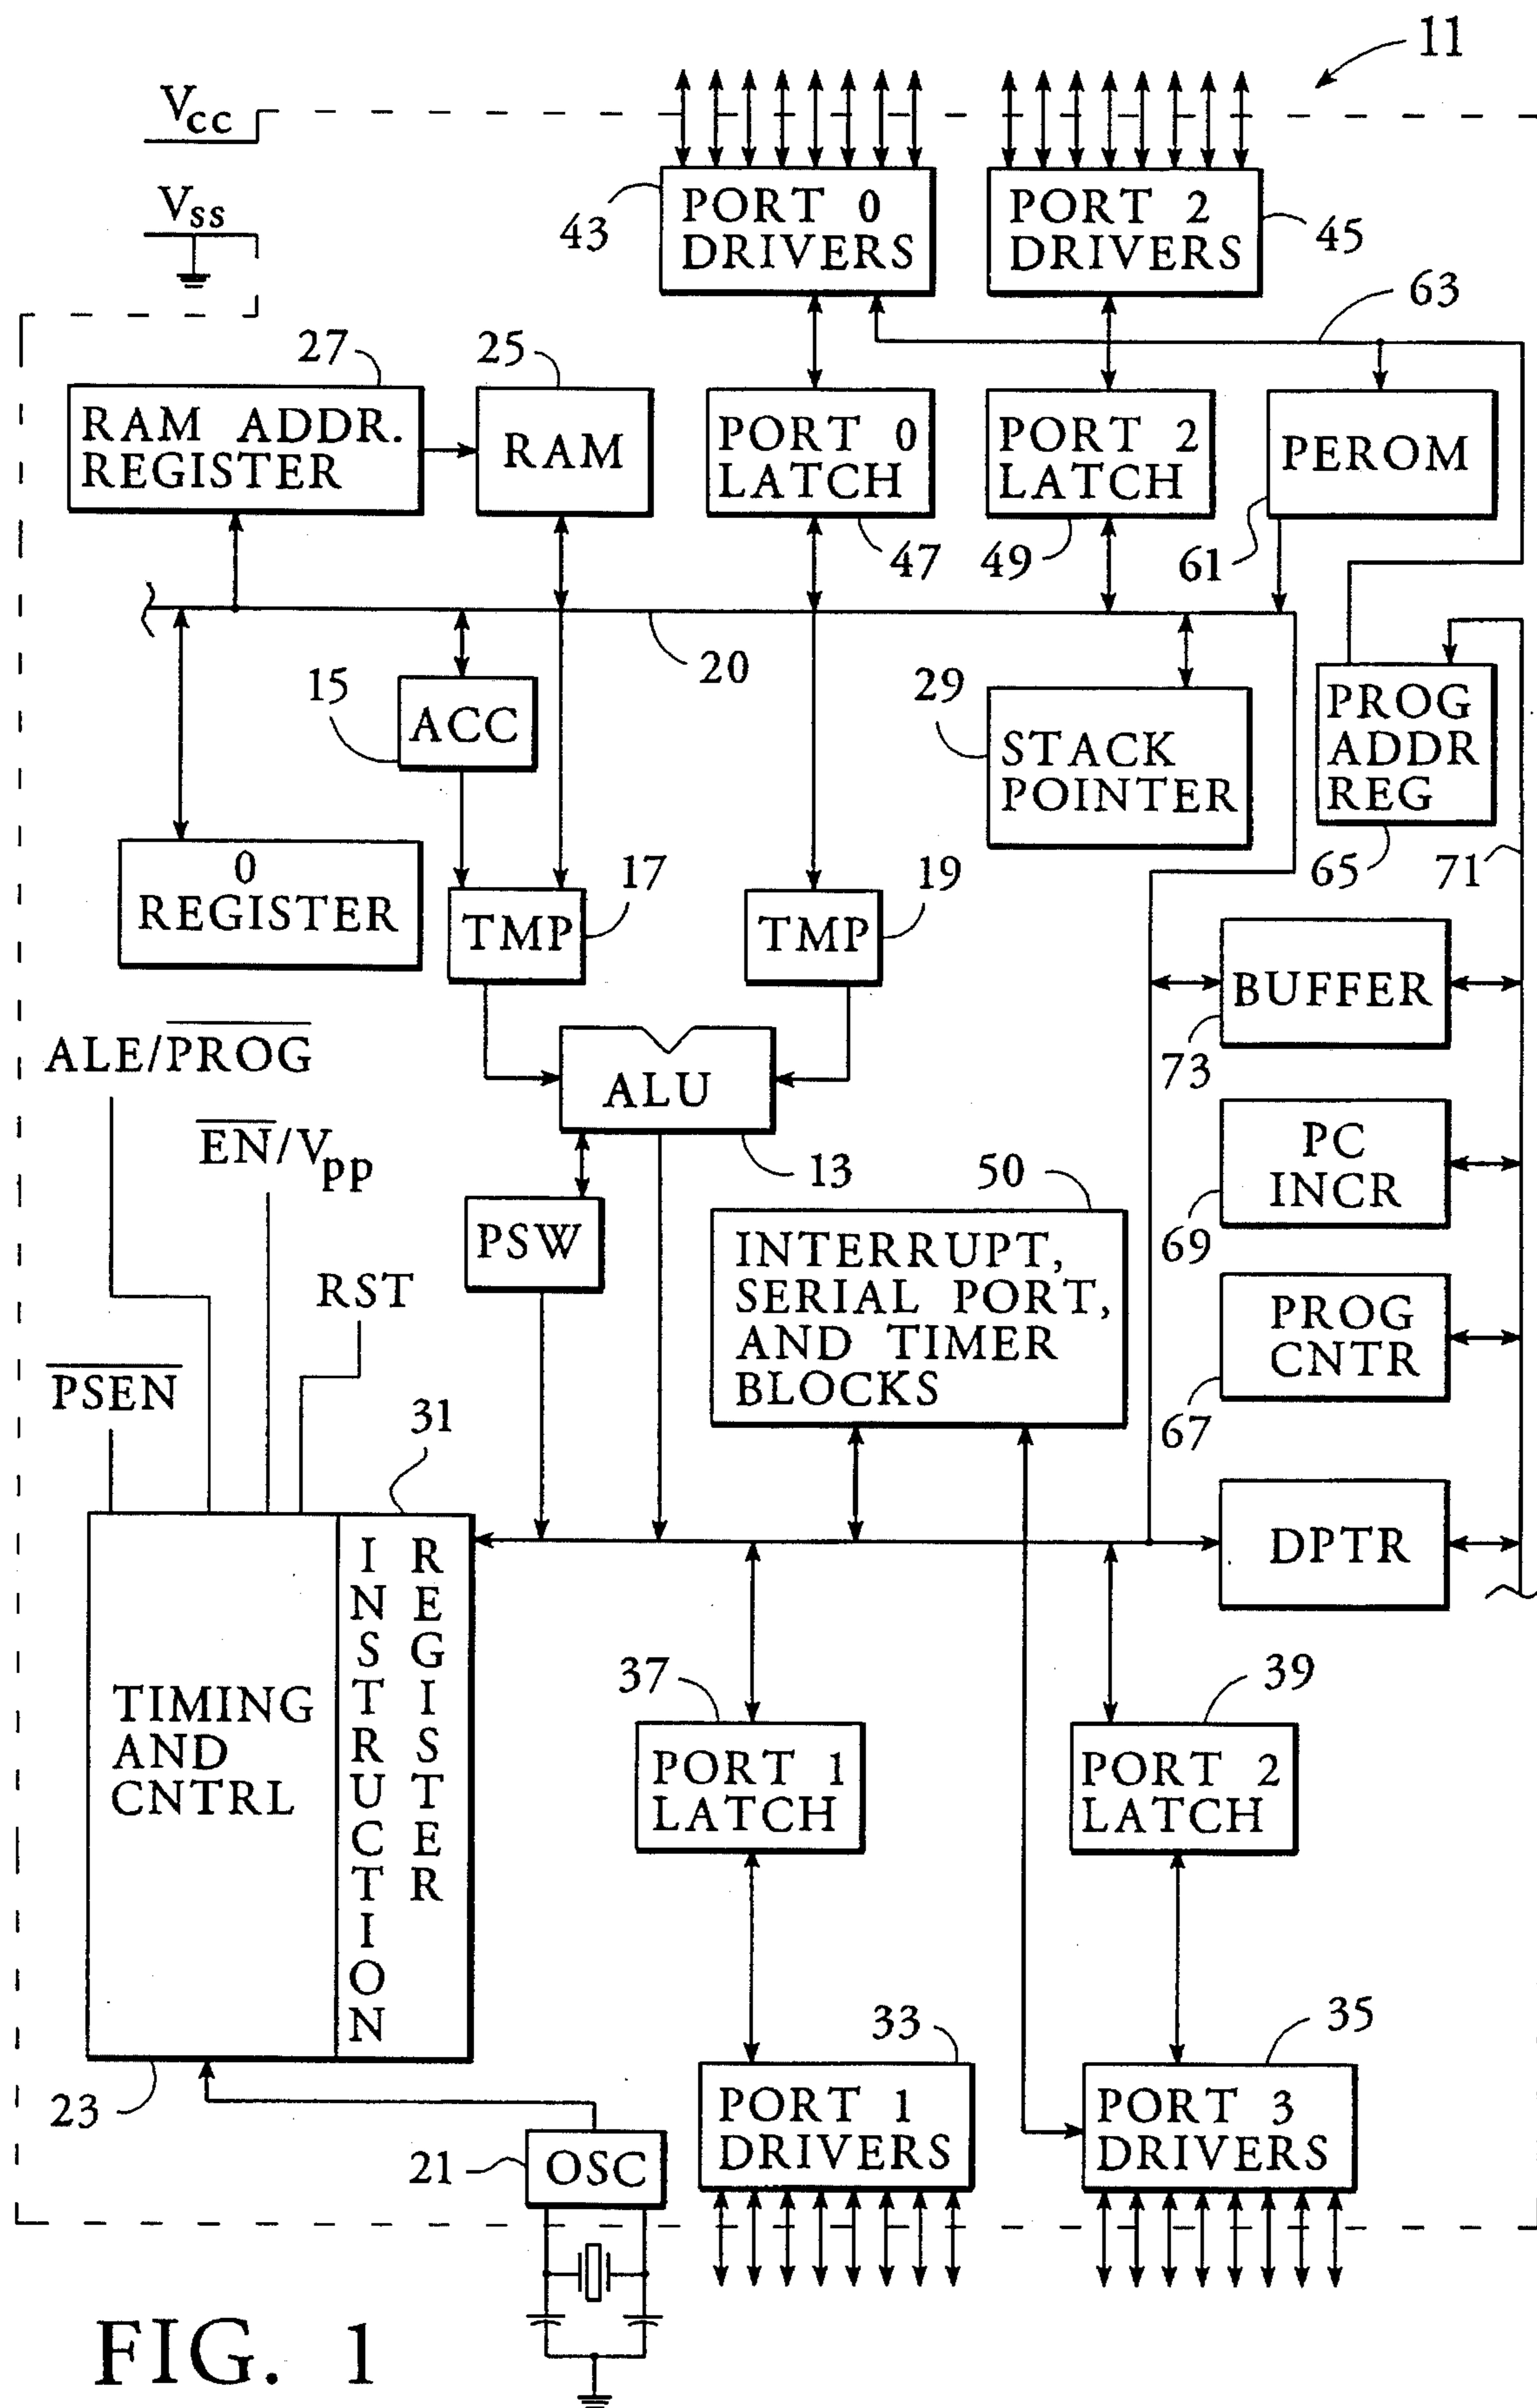 11
Vcc
Vss
43
PORT 0
DRIVERS
PORT 2
DRIVERS
45
63
27
25
RAM ADDR.
REGISTER
RAM
PORT 0
LATCH
PORT 2
LATCH
PEROM
47
49
61
20
15
ACC
29
STACK
POINTER
PROG
ADDR
REG
65
71
0
REGISTER
17
TMP
19
TMP
BUFFER
73
ALE/PROG
ALU
13
EN/Vpp
PC
INCR
69
PSW
50
INTERRUPT,
SERIAL PORT,
AND TIMER
BLOCKS
RST
PROG
CNTR
67
PSEN
31
DPTR
TIMING
AND
CNTRL
INSTRUCTION
REGISTER
37
PORT 1
LATCH
39
PORT 2
LATCH
23
33
PORT 1
DRIVERS
35
PORT 3
DRIVERS
21
OSC
FIG. 1